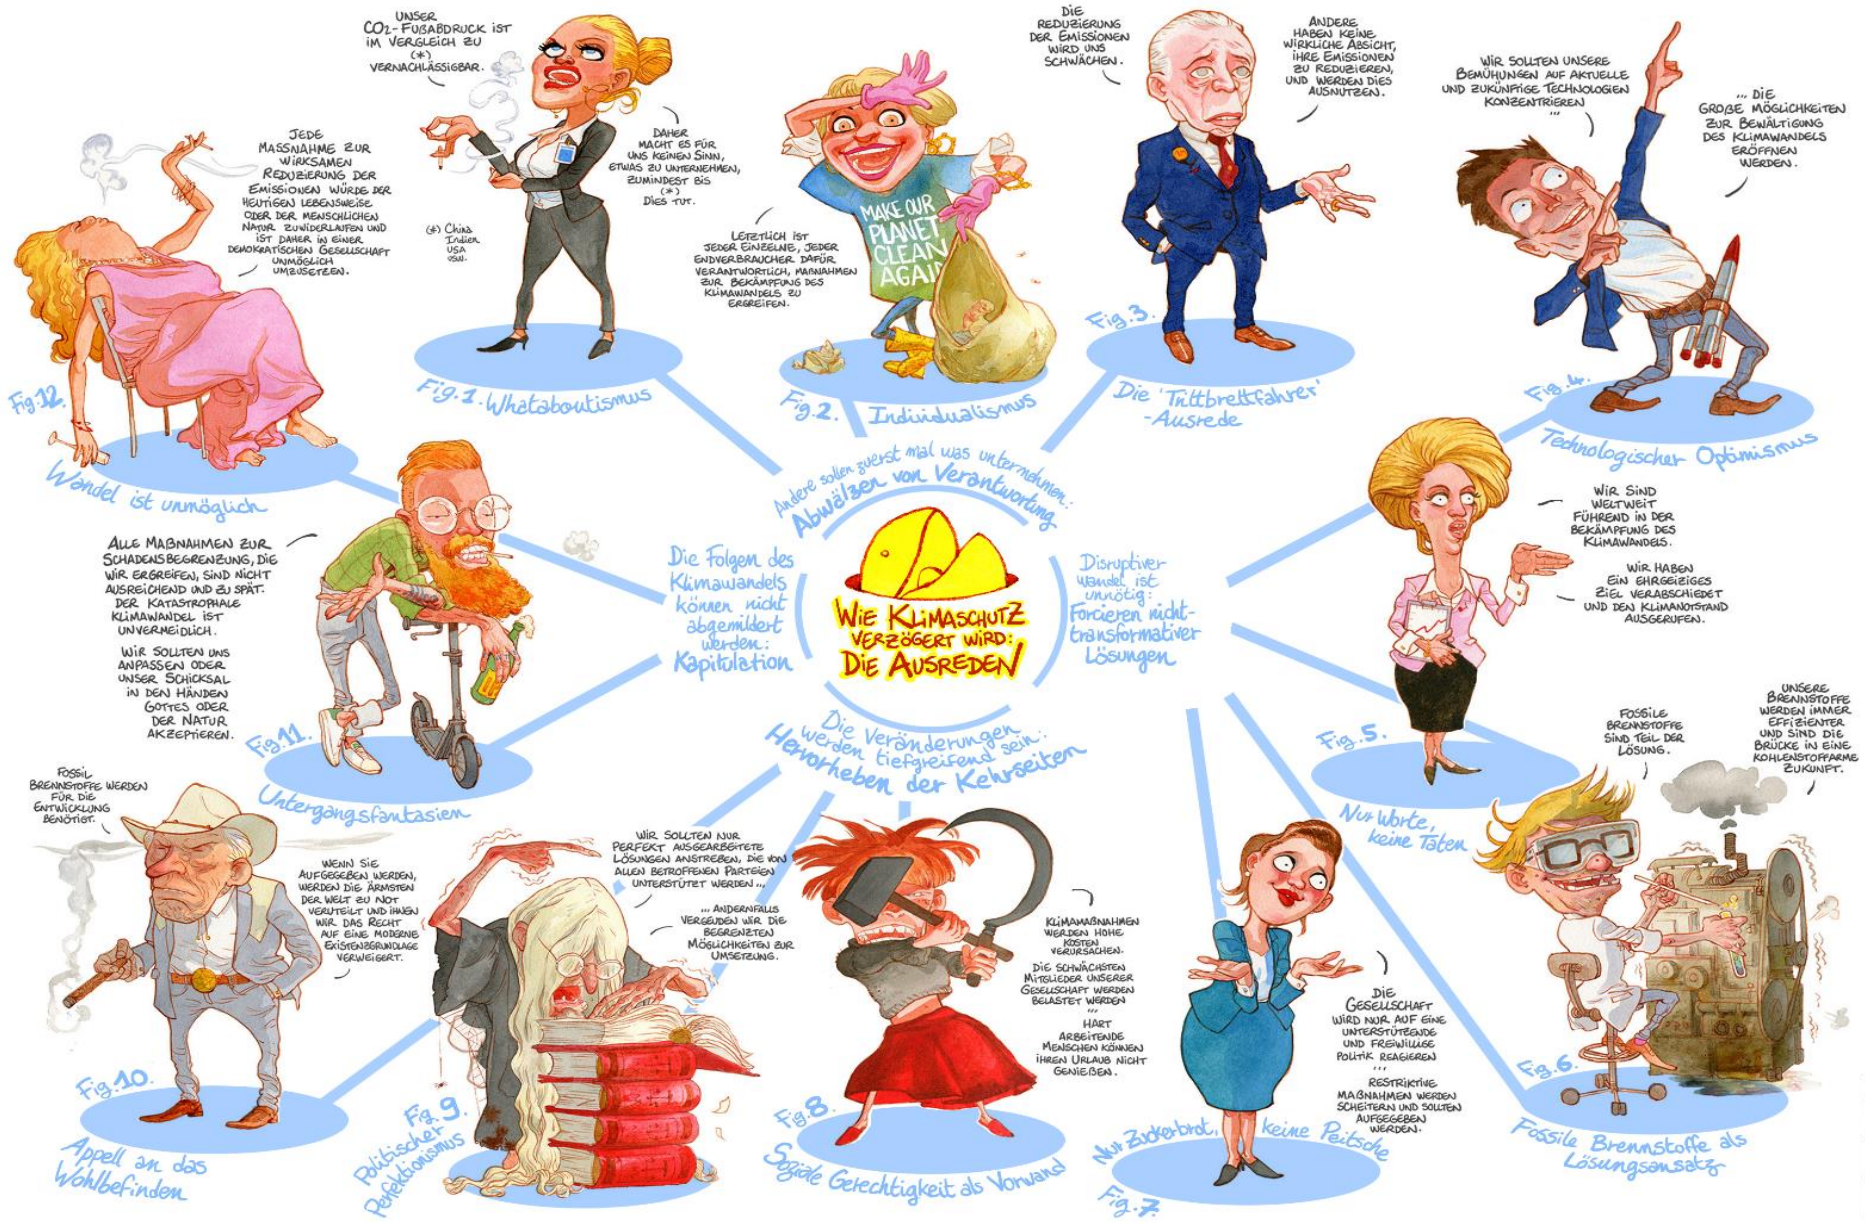 WIE KLIMASCHUTZ
VERZÖGERT WIRD:
DIE AUSREDEN
Andere sollen zuerst mal was unternehmen:
Abwälzen von Verantwortung
UNSER
CO2-FUßABDRUCK IST
IM VERGLEICH ZU
(*)
VERNACHLÄSSIGBAR.
DAHER
MACHT ES FÜR
UNS KEINEN SINN,
ETWAS ZU UNTERNEHMEN,
ZUMINDEST BIS
(*)
DIES TUT.
(*) China
Indien
USA
usw.
Fig. 1. Whataboutismus
LETZTLICH IST
JEDER EINZELNE, JEDER
ENDVERBRAUCHER DAFÜR
VERANTWORTLICH, MAßNAHMEN
ZUR BEKÄMPFUNG DES
KLIMAWANDELS ZU
ERGREIFEN.
MAKE OUR
PLANET
CLEAN
AGAIN
Fig. 2. Individualismus
DIE
REDUZIERUNG
DER EMISSIONEN
WIRD UNS
SCHWÄCHEN.
ANDERE
HABEN KEINE
WIRKLICHE ABSICHT,
IHRE EMISSIONEN
ZU REDUZIEREN,
UND WERDEN DIES
AUSNUTZEN.
Fig. 3.
Die 'Trittbrettfahrer'
-Ausrede
Disruptiver
Wandel ist
unnötig:
Forcieren nicht-
transformativer
Lösungen
WIR SOLLTEN UNSERE
BEMÜHUNGEN AUF AKTUELLE
UND ZUKÜNFIGE TECHNOLOGIEN
KONZENTRIEREN
...
... DIE
GROßE MÖGLICHKEITEN
ZUR BEWÄLTIGUNG
DES KLIMAWANDELS
ERÖFFNEN
WERDEN.
Fig. 4.
Technologischer Optimismus
WIR SIND
WELTWEIT
FÜHREND IN DER
BEKÄMPFUNG DES
KLIMAWANDELS.
WIR HABEN
EIN EHRGEIZIGES
ZIEL VERABSCHIEDET
UND DEN KLIMANOTSTAND
AUSGERUFEN.
Fig. 5.
Nur Worte,
keine Taten
FOSSILE
BRENNSTOFFE
SIND TEIL DER
LÖSUNG.
UNSERE
BRENNSTOFFE
WERDEN IMMER
EFFIZIENTER
UND SIND DIE
BRÜCKE IN EINE
KOHLENSTOFFARME
ZUKUNFT.
Fig. 6.
Fossile Brennstoffe als
Lösungsansatz
DIE
GESELLSCHAFT
WIRD NUR AUF EINE
UNTERSTÜTZENDE
UND FREIWILLIGE
POLITIK REAGIEREN
...
RESTRIKTIVE
MAßNAHMEN WERDEN
SCHEITERN UND SOLLTEN
AUFGEGEBEN
WERDEN.
Nur Zuckerbrot, keine Peitsche
Fig. 7.
Die Veränderungen
werden tiefgreifend sein:
Hervorheben der Kehrseiten
KLIMAMAßNAHMEN
WERDEN HOHE
KOSTEN
VERURSACHEN.
DIE SCHWÄCHSTEN
MITGLIEDER UNSERER
GESELLSCHAFT WERDEN
BELASTET WERDEN
...
HART
ARBEITENDE
MENSCHEN KÖNNEN
IHREN URLAUB NICHT
GENIEßEN.
Fig. 8.
Soziale Gerechtigkeit als Vorwand
WIR SOLLTEN NUR
PERFEKT AUSGEARBEITETE
LÖSUNGEN ANSTREBEN, DIE VON
ALLEN BETROFFENEN PARTEIEN
UNTERSTÜTZT WERDEN...
... ANDERNFALLS
VERGEUDEN WIR DIE
BEGRENZTEN
MÖGLICHKEITEN ZUR
UMSETZUNG.
Fig. 9
Politischer
Perfektionismus
FOSSIL
BRENNSTOFFE WERDEN
FÜR DIE
ENTWICKLUNG
BENÖTIGT.
WENN SIE
AUFGEGEBEN WERDEN,
WERDEN DIE ÄRMSTEN
DER WELT ZU NOT
VERUTEILT UND IHNEN
WIR DAS RECHT
AUF EINE MODERNE
EXISTENZGRUNDLAGE
VERWEIGERT.
Fig. 10.
Appell an das
Wohlbefinden
Die Folgen des
Klimawandels
können nicht
abgemildert
werden:
Kapitulation
ALLE MAßNAHMEN ZUR
SCHADENSBEGRENZUNG, DIE
WIR ERGREIFEN, SIND NICHT
AUSREICHEND UND ZU SPÄT.
DER KATASTROPHALE
KLIMAWANDEL IST
UNVERMEIDLICH.
WIR SOLLTEN UNS
ANPASSEN ODER
UNSER SCHICKSAL
IN DEN HÄNDEN
GOTTES ODER
DER NATUR
AKZEPTIEREN.
Fig. 11.
Untergangsfantasien
JEDE
MASSNAHME ZUR
WIRKSAMEN
REDUZIERUNG DER
EMISSIONEN WÜRDE DER
HEUTIGEN LEBENSWEISE
ODER DER MENSCHLICHEN
NATUR ZUWIDERLAUFEN UND
IST DAHER IN EINER
DEMOKRATISCHEN GESELLSCHAFT
UNMÖGLICH
UMZUSETZEN.
Fig. 12.
Wandel ist unmöglich